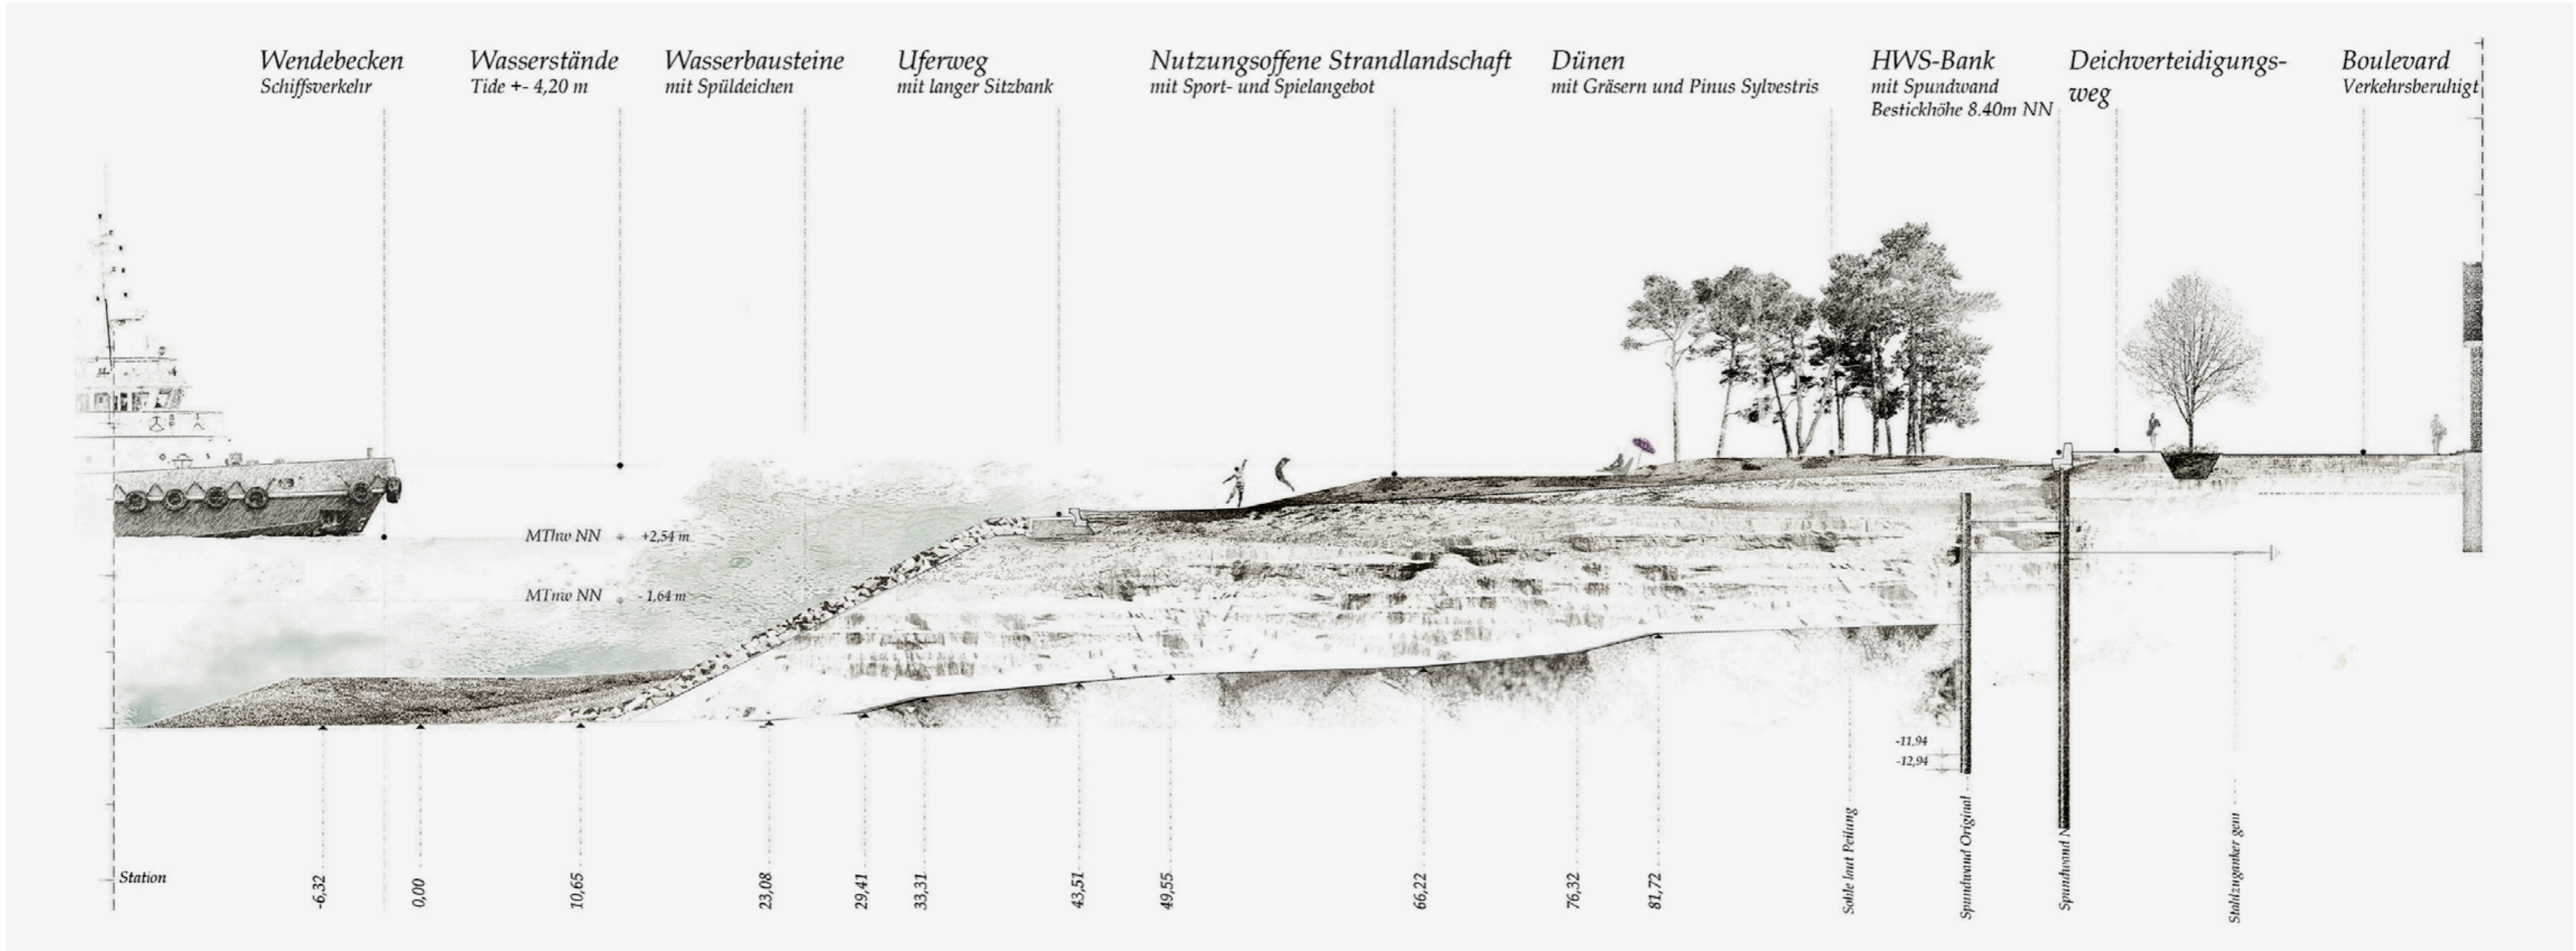 Wendebecken
Schiffsverkehr
Wasserstände
Tide +- 4,20 m
Wasserbausteine
mit Spüldeichen
Uferweg
mit langer Sitzbank
Nutzungsoffene Strandlandschaft
mit Sport- und Spielangebot
Dünen
mit Gräsern und Pinus Sylvestris
HWS-Bank
mit Spundwand
Bestickhöhe 8.40m NN
Deichverteidigungs-
weg
Boulevard
Verkehrsberuhigt
MThw NN +2,54 m
MTnw NN - 1,64 m
-11,94
-12,94
Station
-6,32
0,00
10,65
23,08
29,41
33,31
43,51
49,55
66,22
76,32
81,72
Sohle laut Peilung
Spundwand Original
Spundwand N
Stahlzuganker gem